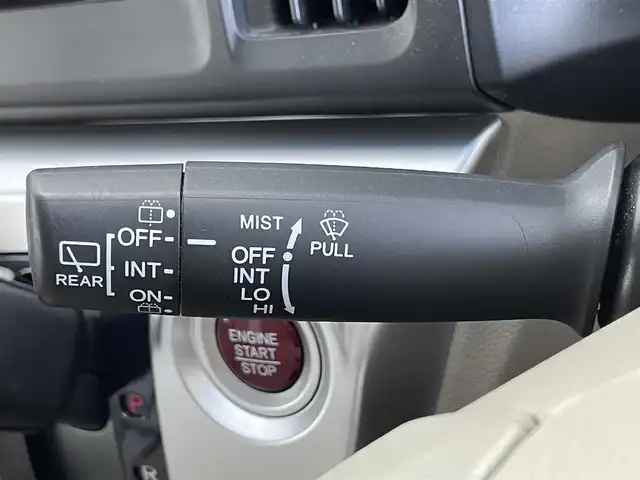 REAR
OFF
INT
ON
MIST
OFF
INT
LO
HI
PULL
ENGINE
START
STOP
P
R